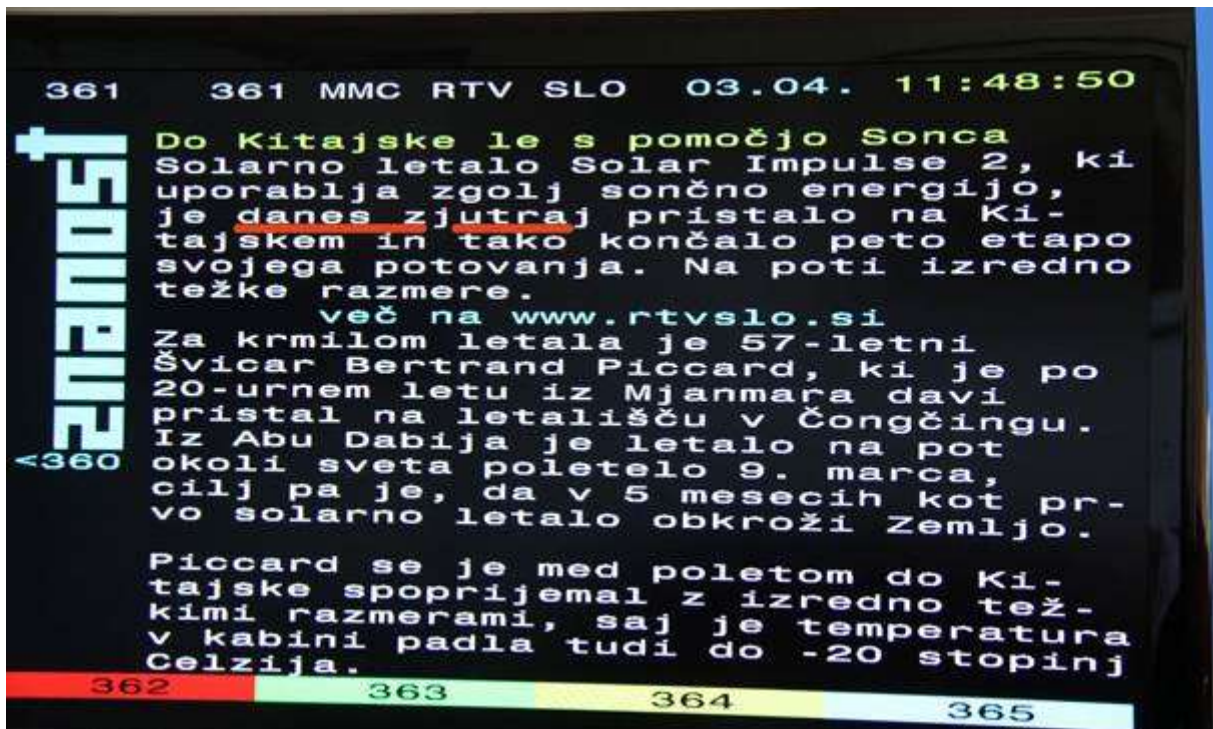 361 361 MMC RTV SLO 03.04. 11:48:50
znanost
Do Kitajske le s pomočjo Sonca
Solarno letalo Solar Impulse 2, ki
uporablja zgolj sončno energijo,
je danes zjutraj pristalo na Ki-
tajskem in tako končalo peto etapo
svojega potovanja. Na poti izredno
težke razmere.
več na www.rtvslo.si
Za krmilom letala je 57-letni
Švicar Bertrand Piccard, ki je po
20-urnem letu iz Mjanmara davi
pristal na letališču v Čongčingu.
Iz Abu Dabija je letalo na pot
<360 okoli sveta poletelo 9. marca,
cilj pa je, da v 5 mesecih kot pr-
vo solarno letalo obkroži Zemljo.
Piccard se je med poletom do Ki-
tajske spoprijemal z izredno tež-
kimi razmerami, saj je temperatura
v kabini padla tudi do -20 stopinj
Celzija.
362 363 364 365